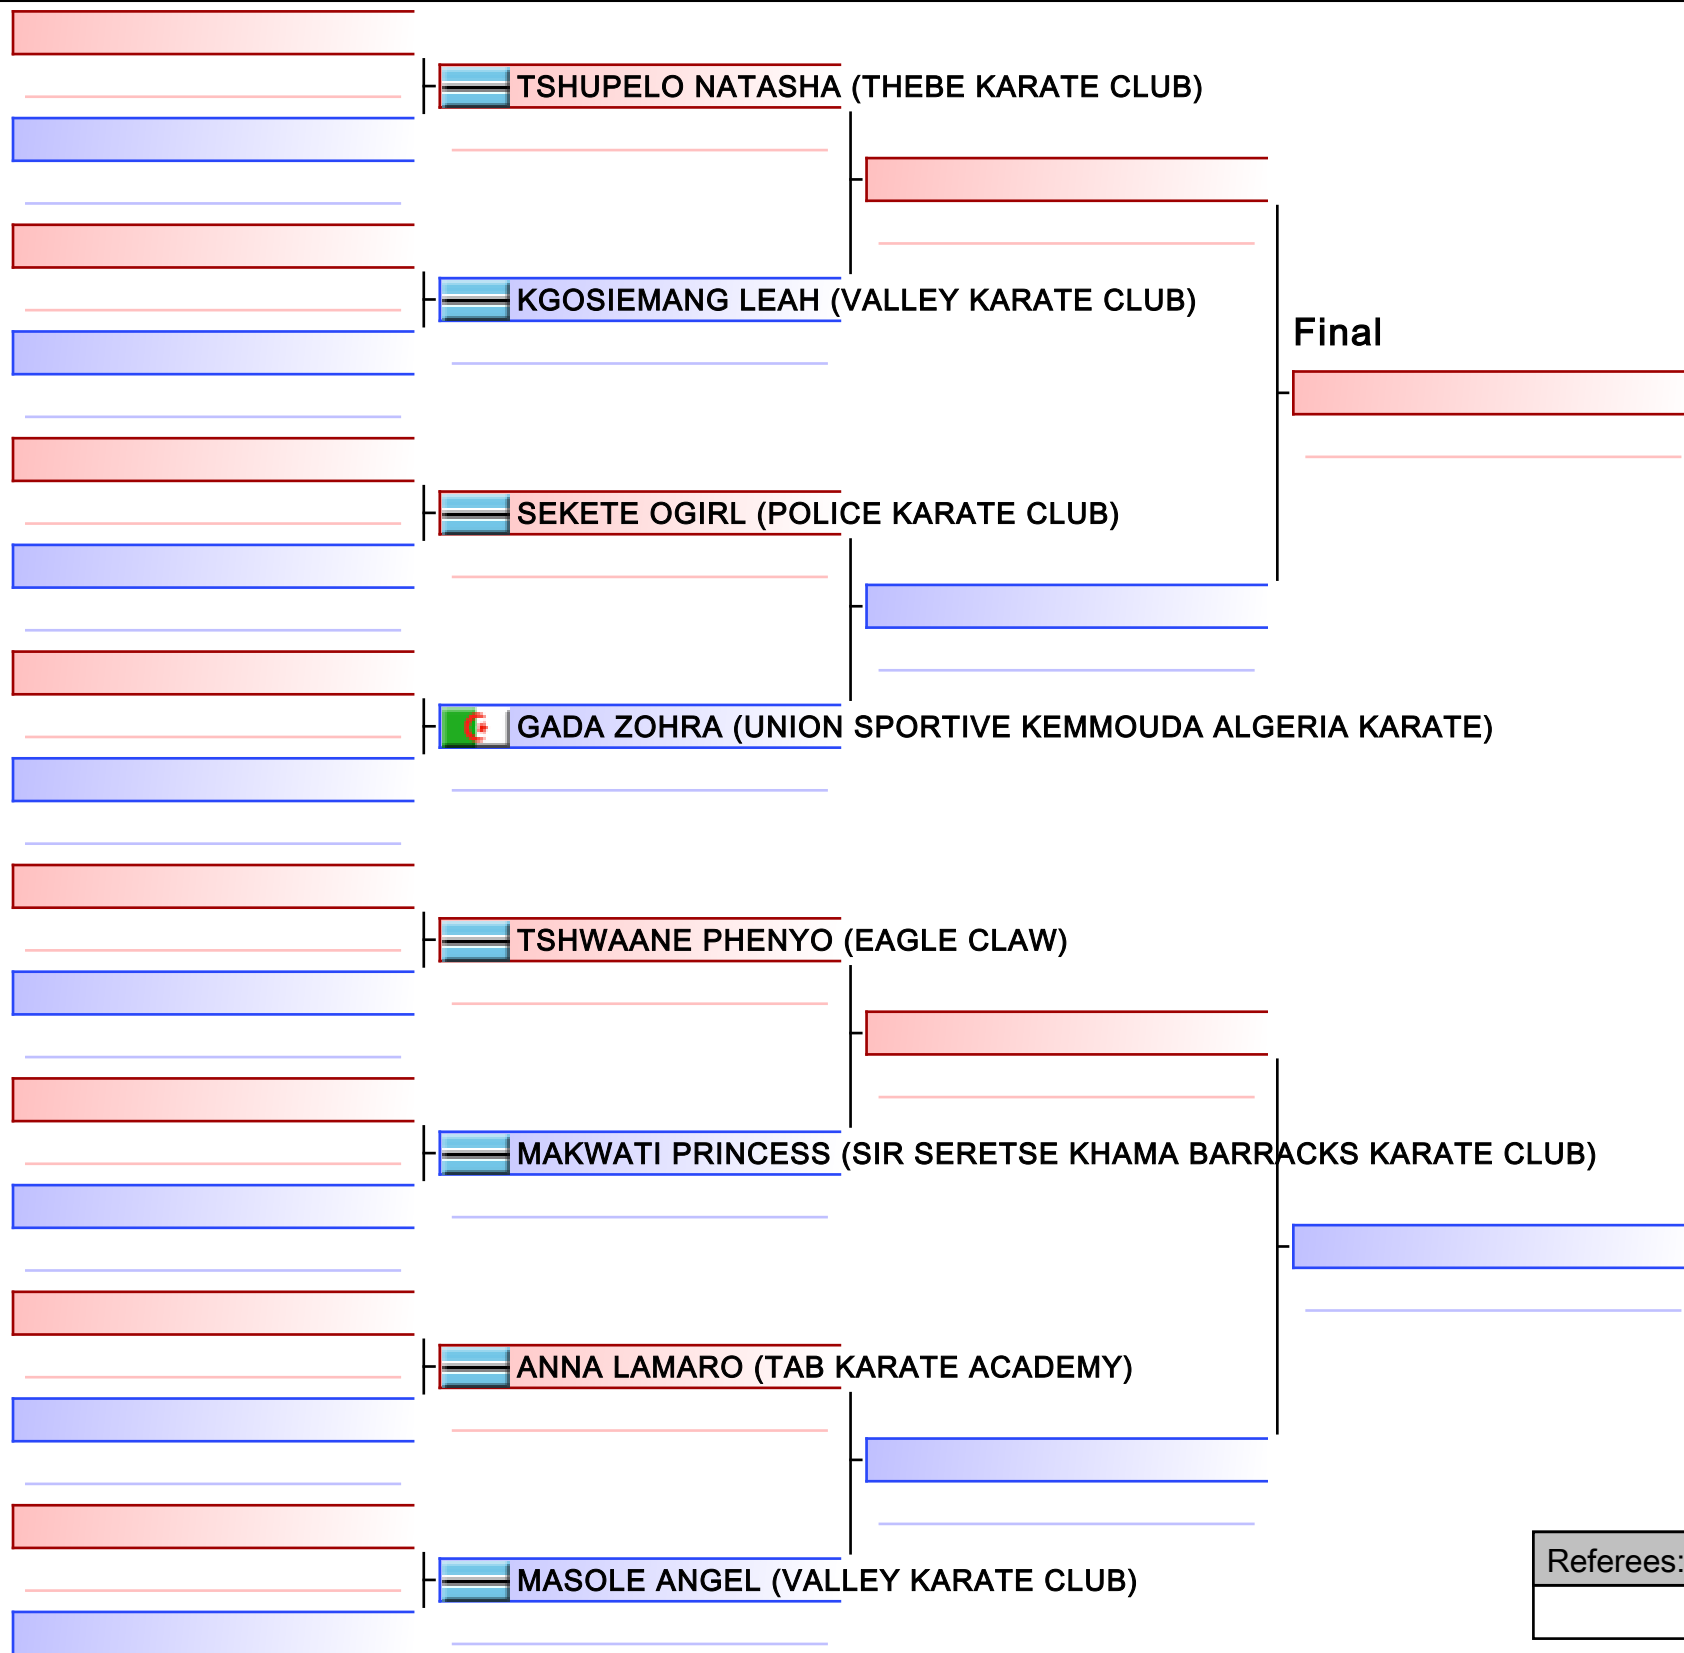 TSHUPELO NATASHA (THEBE KARATE CLUB)
KGOSIEMANG LEAH (VALLEY KARATE CLUB)
Final
SEKETE OGIRL (POLICE KARATE CLUB)
GADA ZOHRA (UNION SPORTIVE KEMMOUDA ALGERIA KARATE)
TSHWAANE PHENYO (EAGLE CLAW)
MAKWATI PRINCESS (SIR SERETSE KHAMA BARRACKS KARATE CLUB)
ANNA LAMARO (TAB KARATE ACADEMY)
Referees:
MASOLE ANGEL (VALLEY KARATE CLUB)